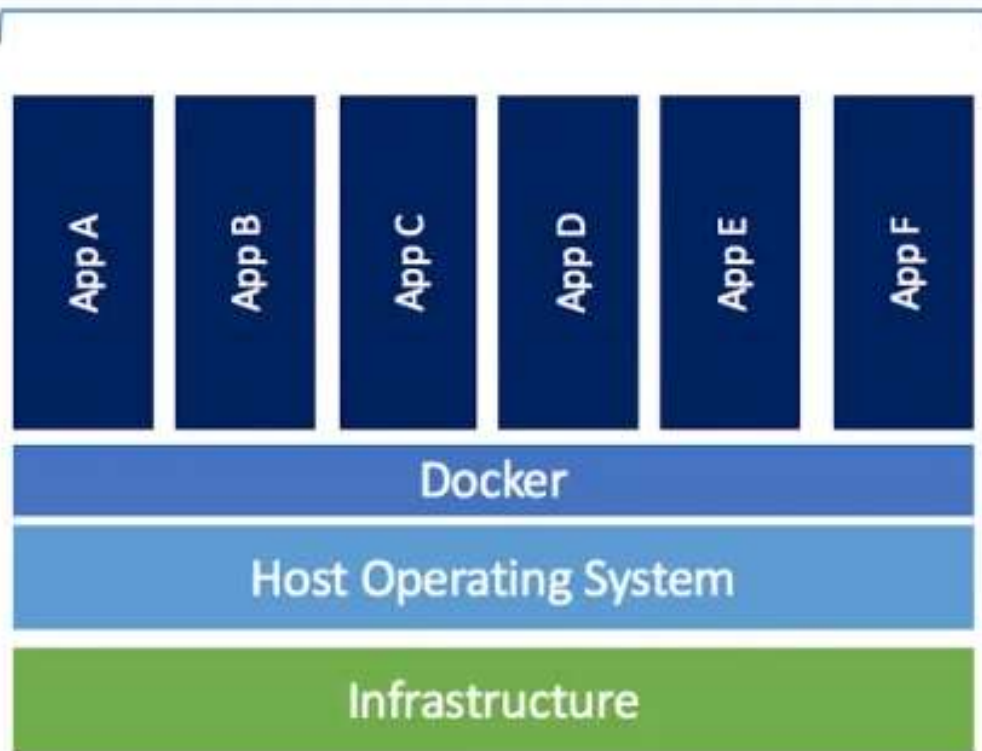 App A
App B
App C
App D
App E
App F
Docker
Host Operating System
Infrastructure